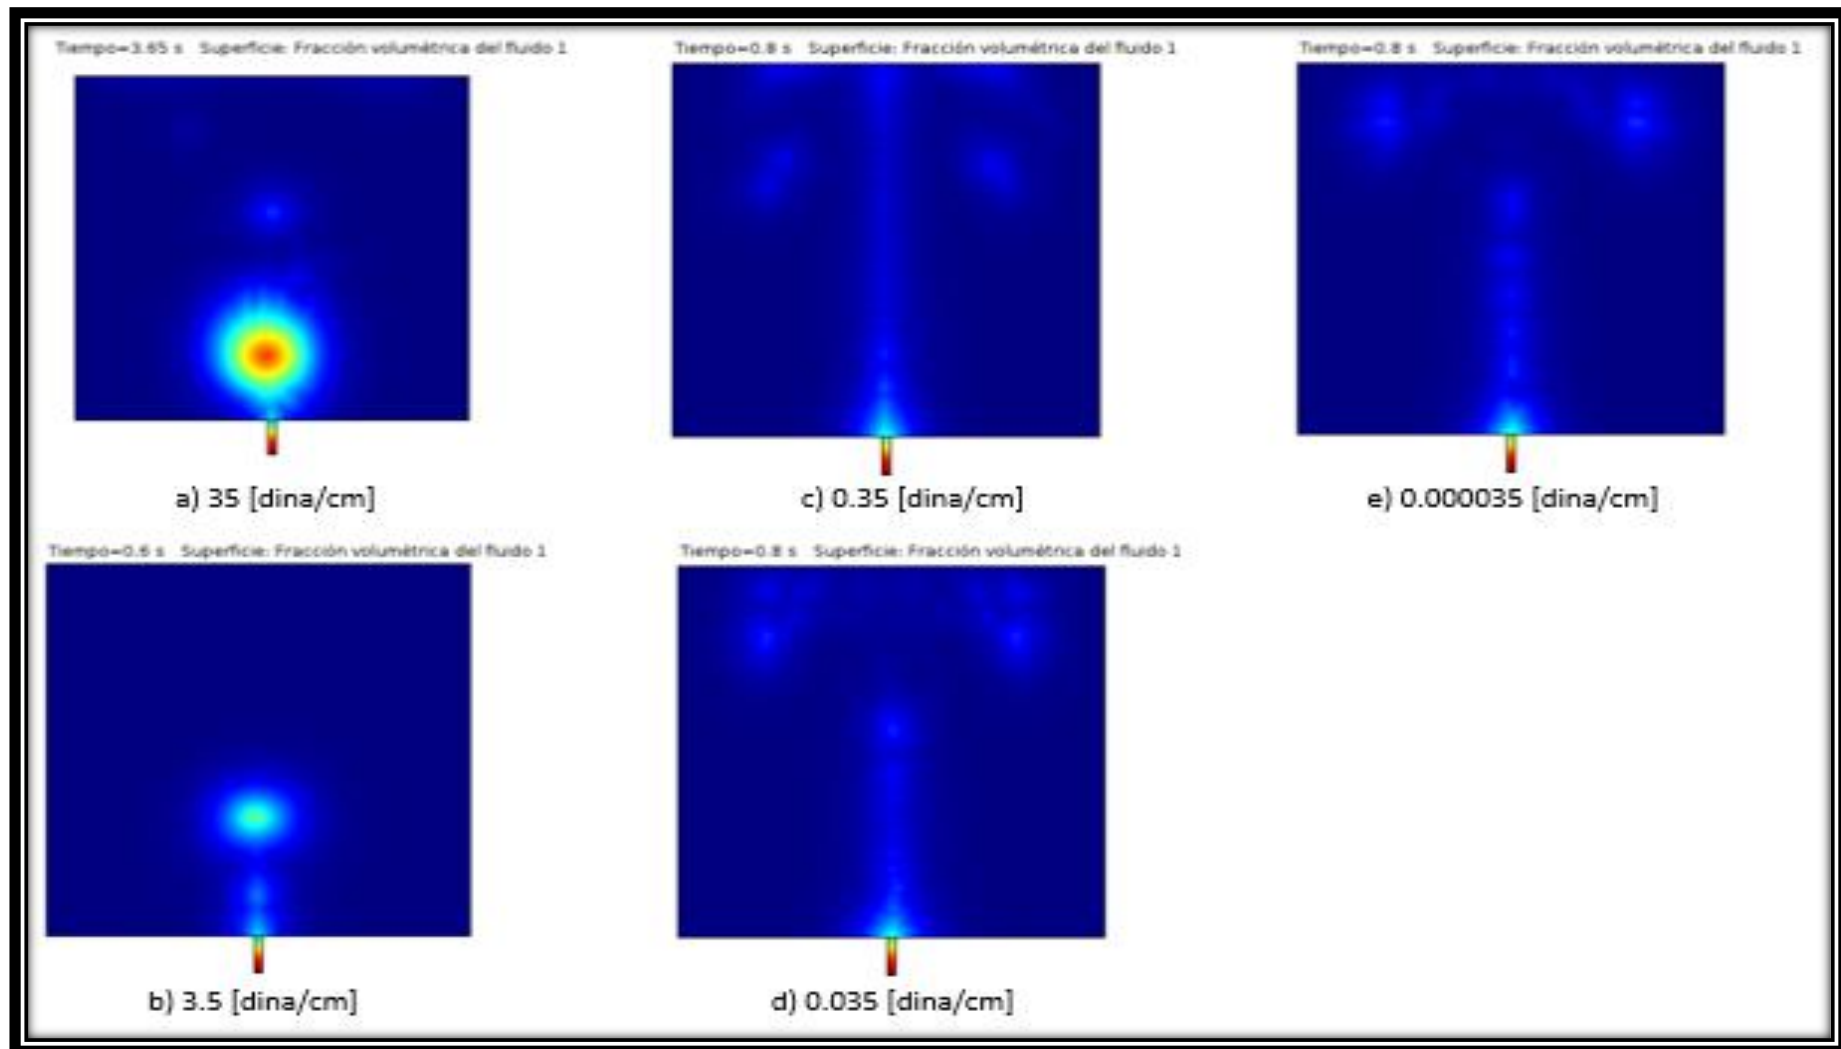 Tiempo=3.65 s Superficie: Fracción volumétrica del fluido 1
a) 35 [dina/cm]
Tiempo=0.6 s Superficie: Fracción volumétrica del fluido 1
b) 3.5 [dina/cm]
Tiempo=0.8 s Superficie: Fracción volumétrica del fluido 1
c) 0.35 [dina/cm]
Tiempo=0.8 s Superficie: Fracción volumétrica del fluido 1
d) 0.035 [dina/cm]
Tiempo=0.8 s Superficie: Fracción volumétrica del fluido 1
e) 0.000035 [dina/cm]